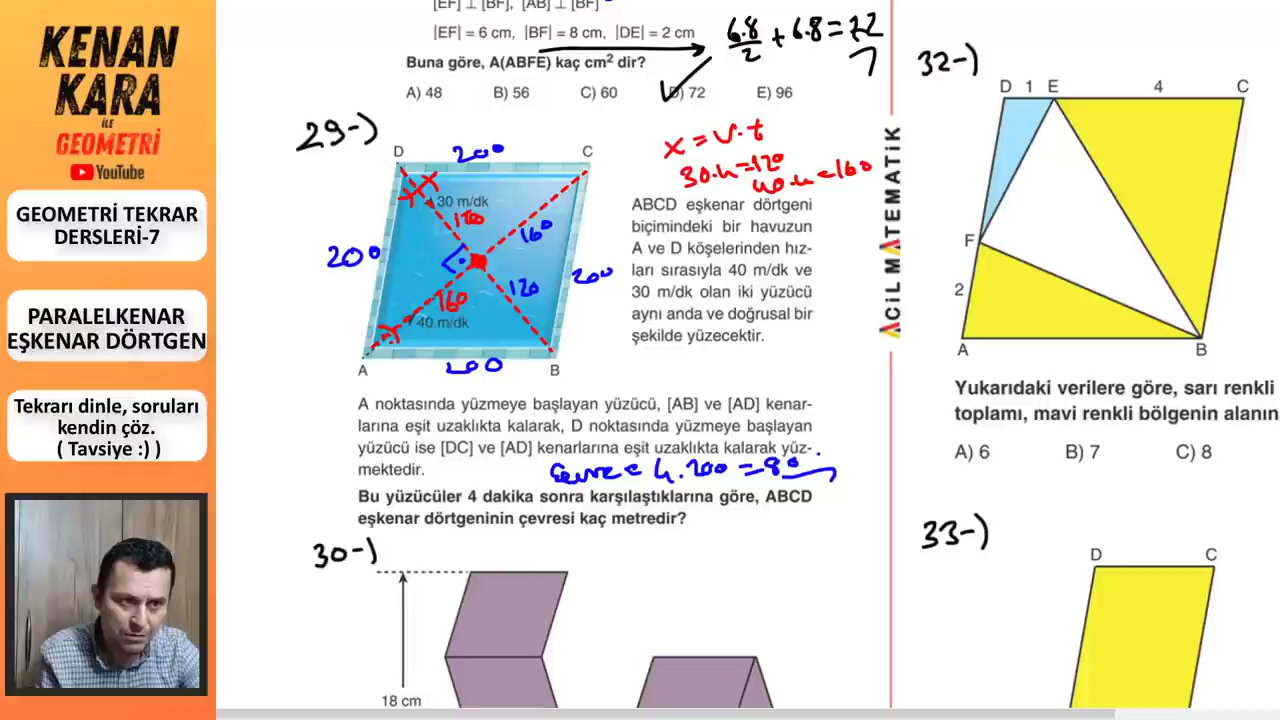 KENAN
KARA
İLE
GEOMETRİ
YouTube
GEOMETRİ TEKRAR
DERSLERİ-7
PARALELKENAR
EŞKENAR DÖRTGEN
Tekrarı dinle, soruları
kendin çöz.
( Tavsiye :) )
[EF] ⊥ [BF], [AB] ⊥ [BF]
|EF| = 6 cm, |BF| = 8 cm, |DE| = 2 cm
Buna göre, A(ABFE) kaç cm² dir?
A) 48 B) 56 C) 60 D) 72 E) 96
6.8/2 + 6.8 = 72
29-)
D 200 C
30 m/dk
120
160
200
200
160
120
40 m/dk
A 200 B
x = v.t
30.4=120
40.4=160
ABCD eşkenar dörtgeni
biçimindeki bir havuzun
A ve D köşelerinden hız-
ları sırasıyla 40 m/dk ve
30 m/dk olan iki yüzücü
aynı anda ve doğrusal bir
şekilde yüzecektir.
A noktasında yüzmeye başlayan yüzücü, [AB] ve [AD] kenar-
larına eşit uzaklıkta kalarak, D noktasında yüzmeye başlayan
yüzücü ise [DC] ve [AD] kenarlarına eşit uzaklıkta kalarak yüz-
mektedir.
Çevre = 4.200 = 800
Bu yüzücüler 4 dakika sonra karşılaştıklarına göre, ABCD
eşkenar dörtgeninin çevresi kaç metredir?
30-)
18 cm
ACİL MATEMATİK
32-)
D 1 E 4 C
F
2
A B
Yukarıdaki verilere göre, sarı renkli
toplamı, mavi renkli bölgenin alanın
A) 6 B) 7 C) 8
33-)
D C